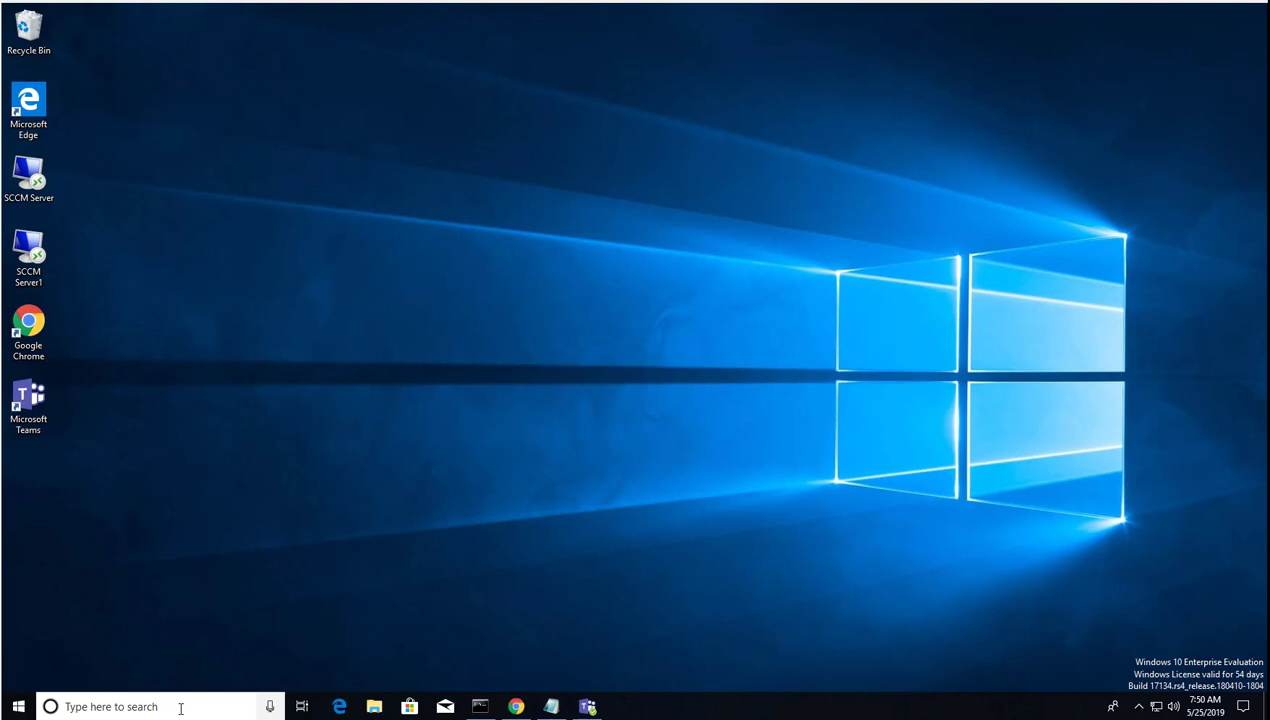 Recycle Bin
Microsoft
Edge
SCCM Server
SCCM
Server1
Google
Chrome
T
Microsoft
Teams
Windows 10 Enterprise Evaluation
Windows License valid for 54 days
Build 17134.rs4_release.180410-1804
Type here to search
7:50 AM
5/25/2019